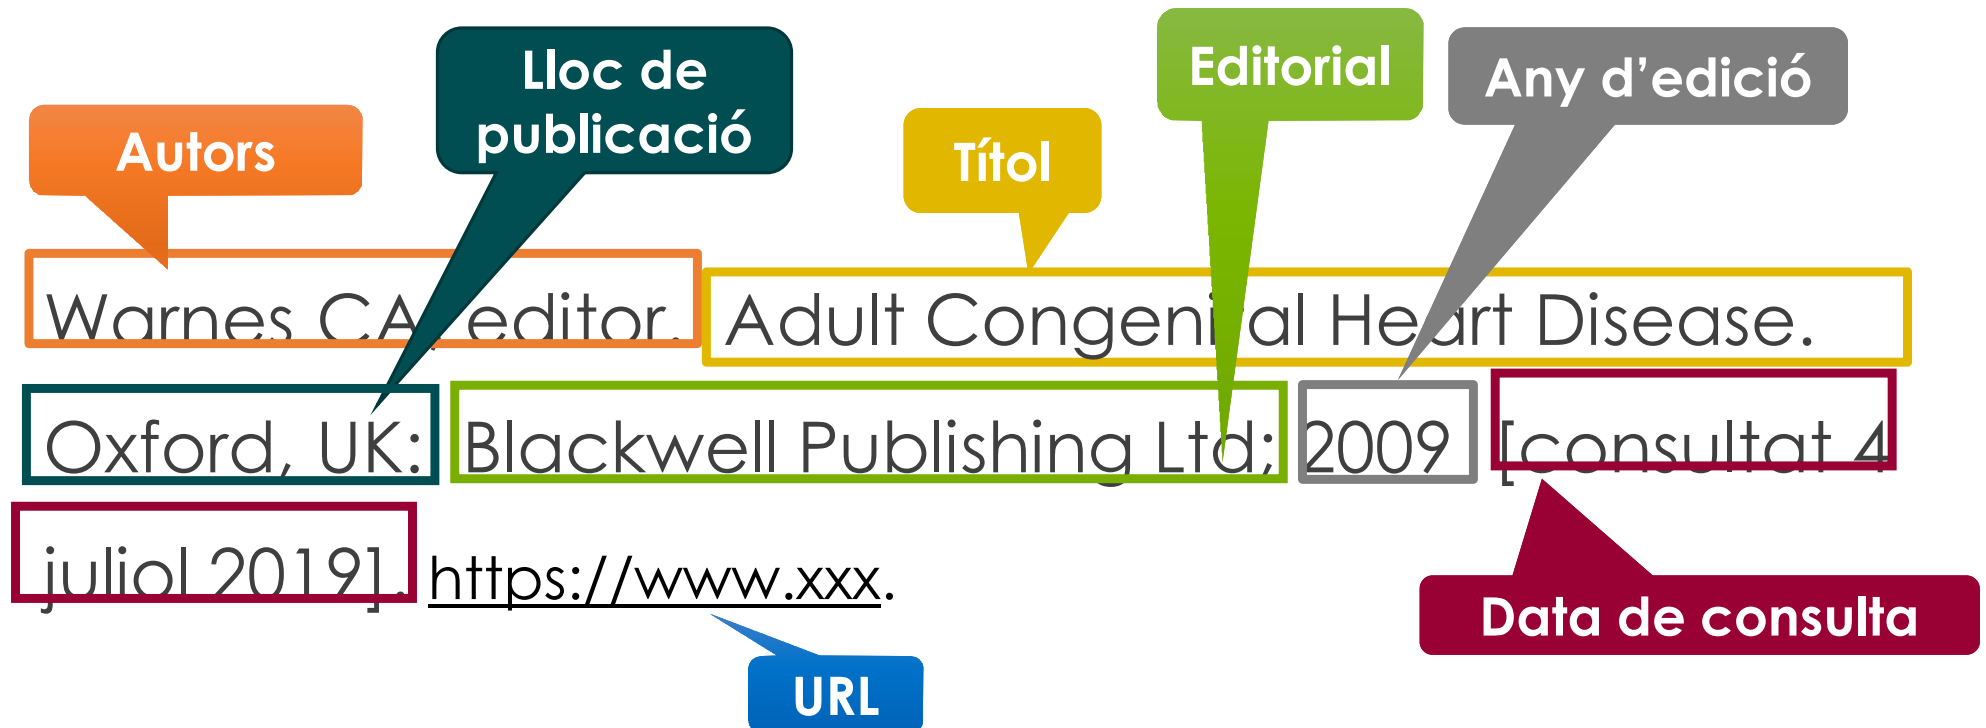 Lloc de
publicació
Editorial
Any d’edició
Autors
Títol
Warnes CA, editor. Adult Congenital Heart Disease.
Oxford, UK: Blackwell Publishing Ltd; 2009 [consultat 4
juliol 2019]. https://www.xxx.
Data de consulta
URL